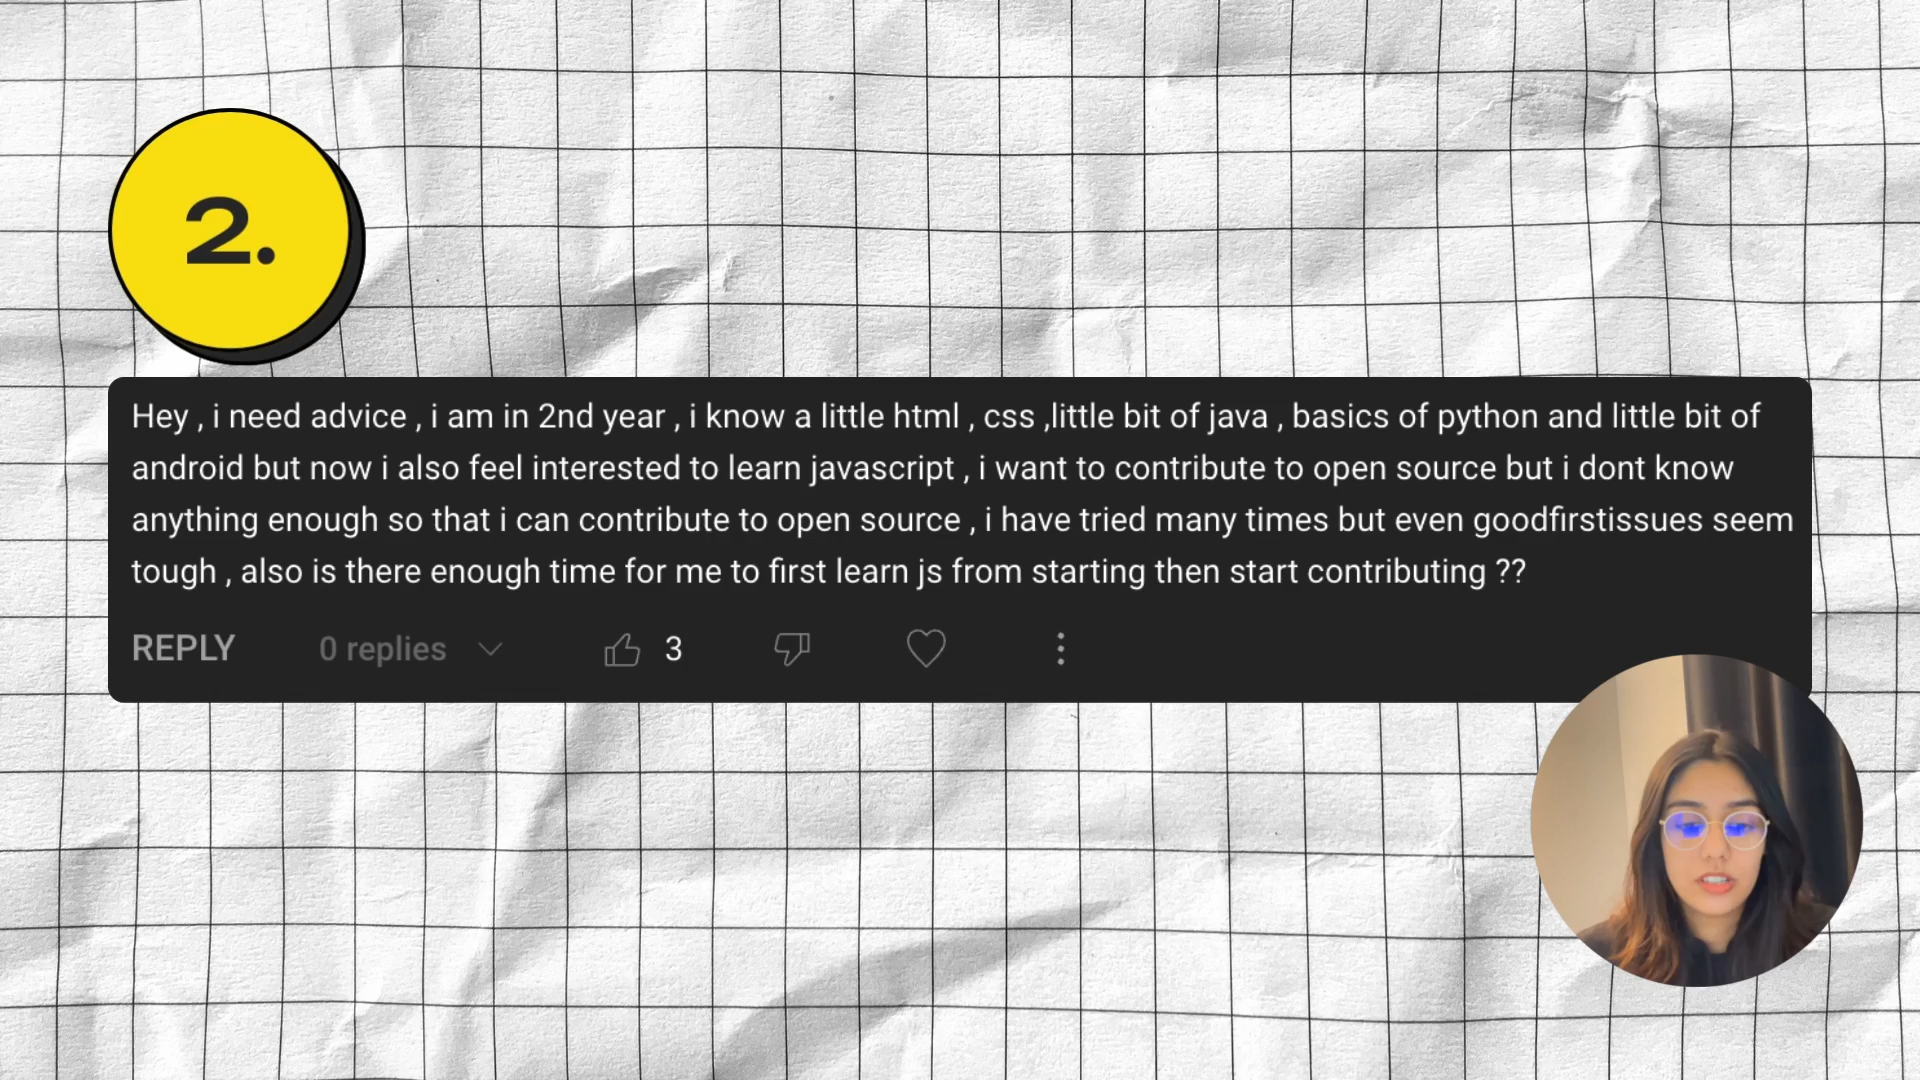 2.
Hey , i need advice , i am in 2nd year , i know a little html , css ,little bit of java , basics of python and little bit of
android but now i also feel interested to learn javascript , i want to contribute to open source but i dont know
anything enough so that i can contribute to open source , i have tried many times but even goodfirstissues seem
tough , also is there enough time for me to first learn js from starting then start contributing ??
REPLY 0 replies 3